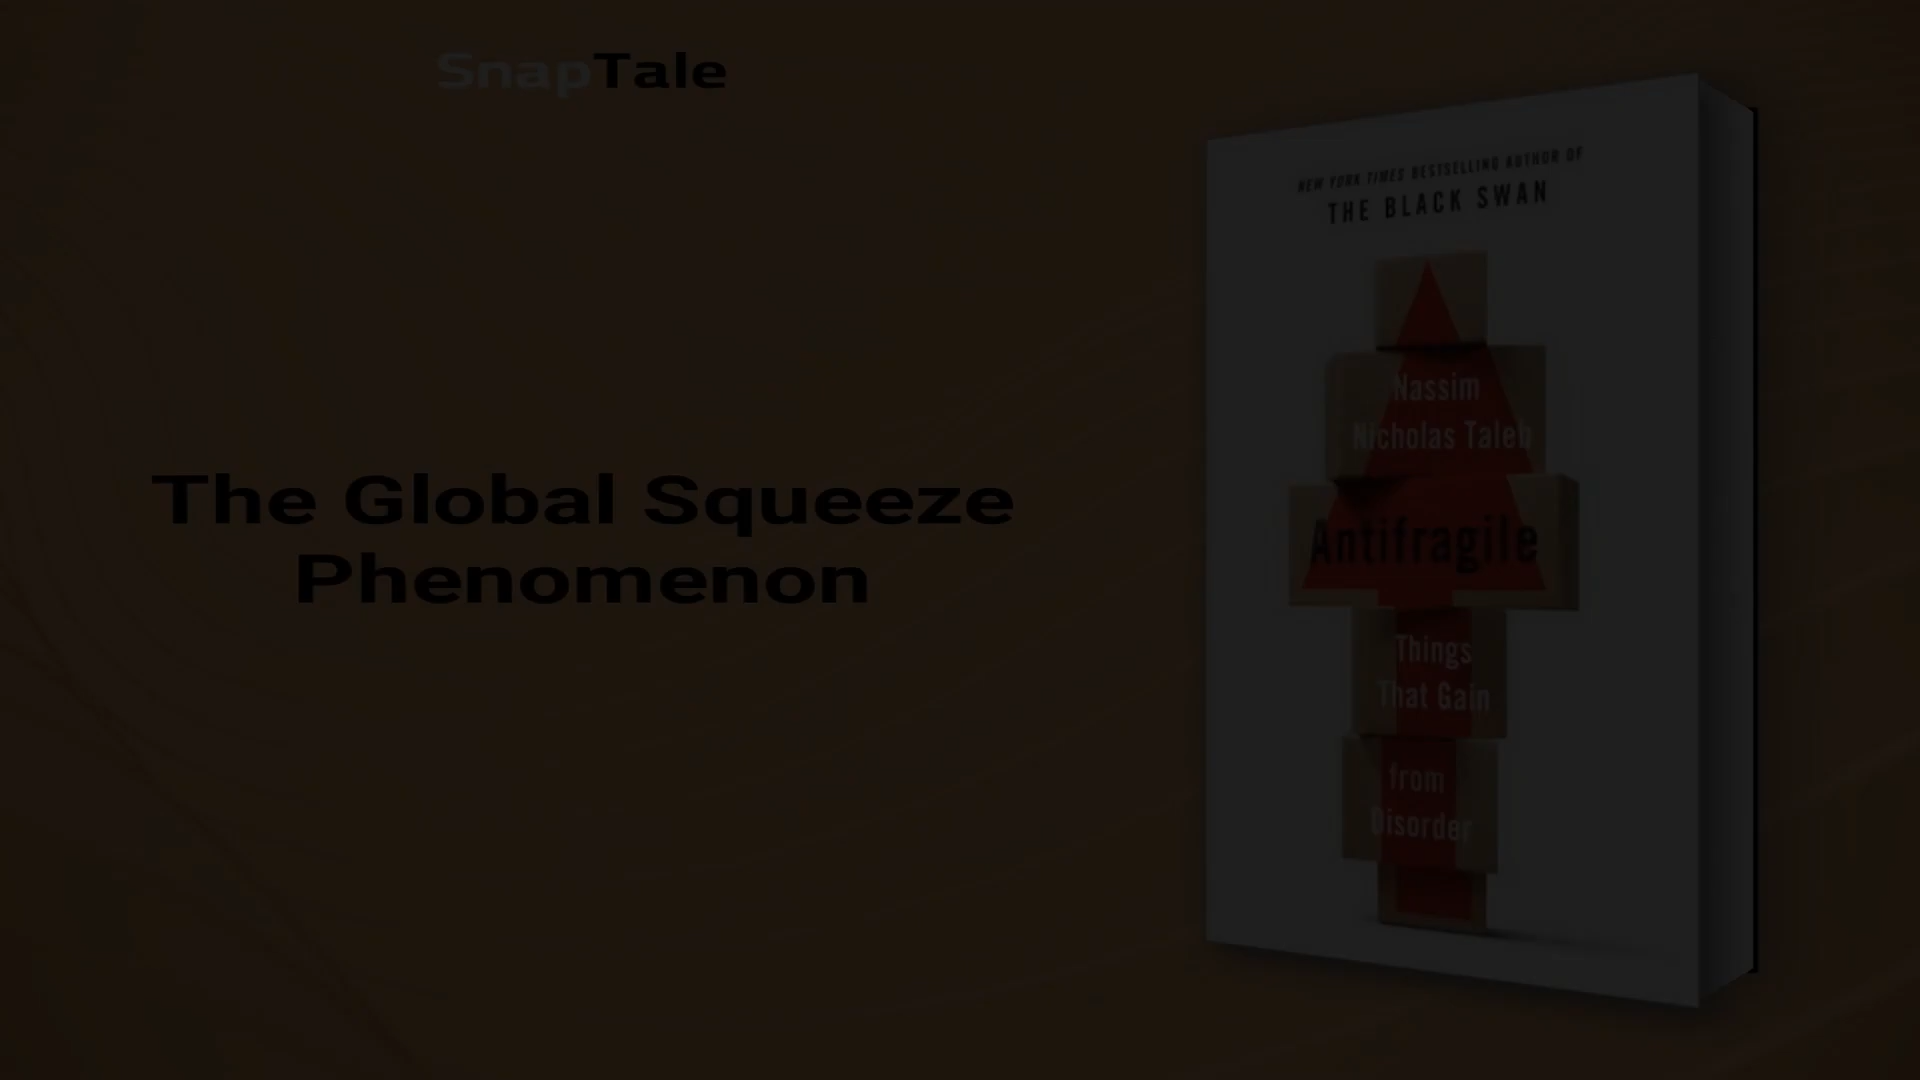 SnapTale
The Global Squeeze
Phenomenon
NEW YORK TIMES BESTSELLING AUTHOR OF
THE BLACK SWAN
Nassim
Nicholas Taleb
Antifragile
Things
That Gain
from
Disorder